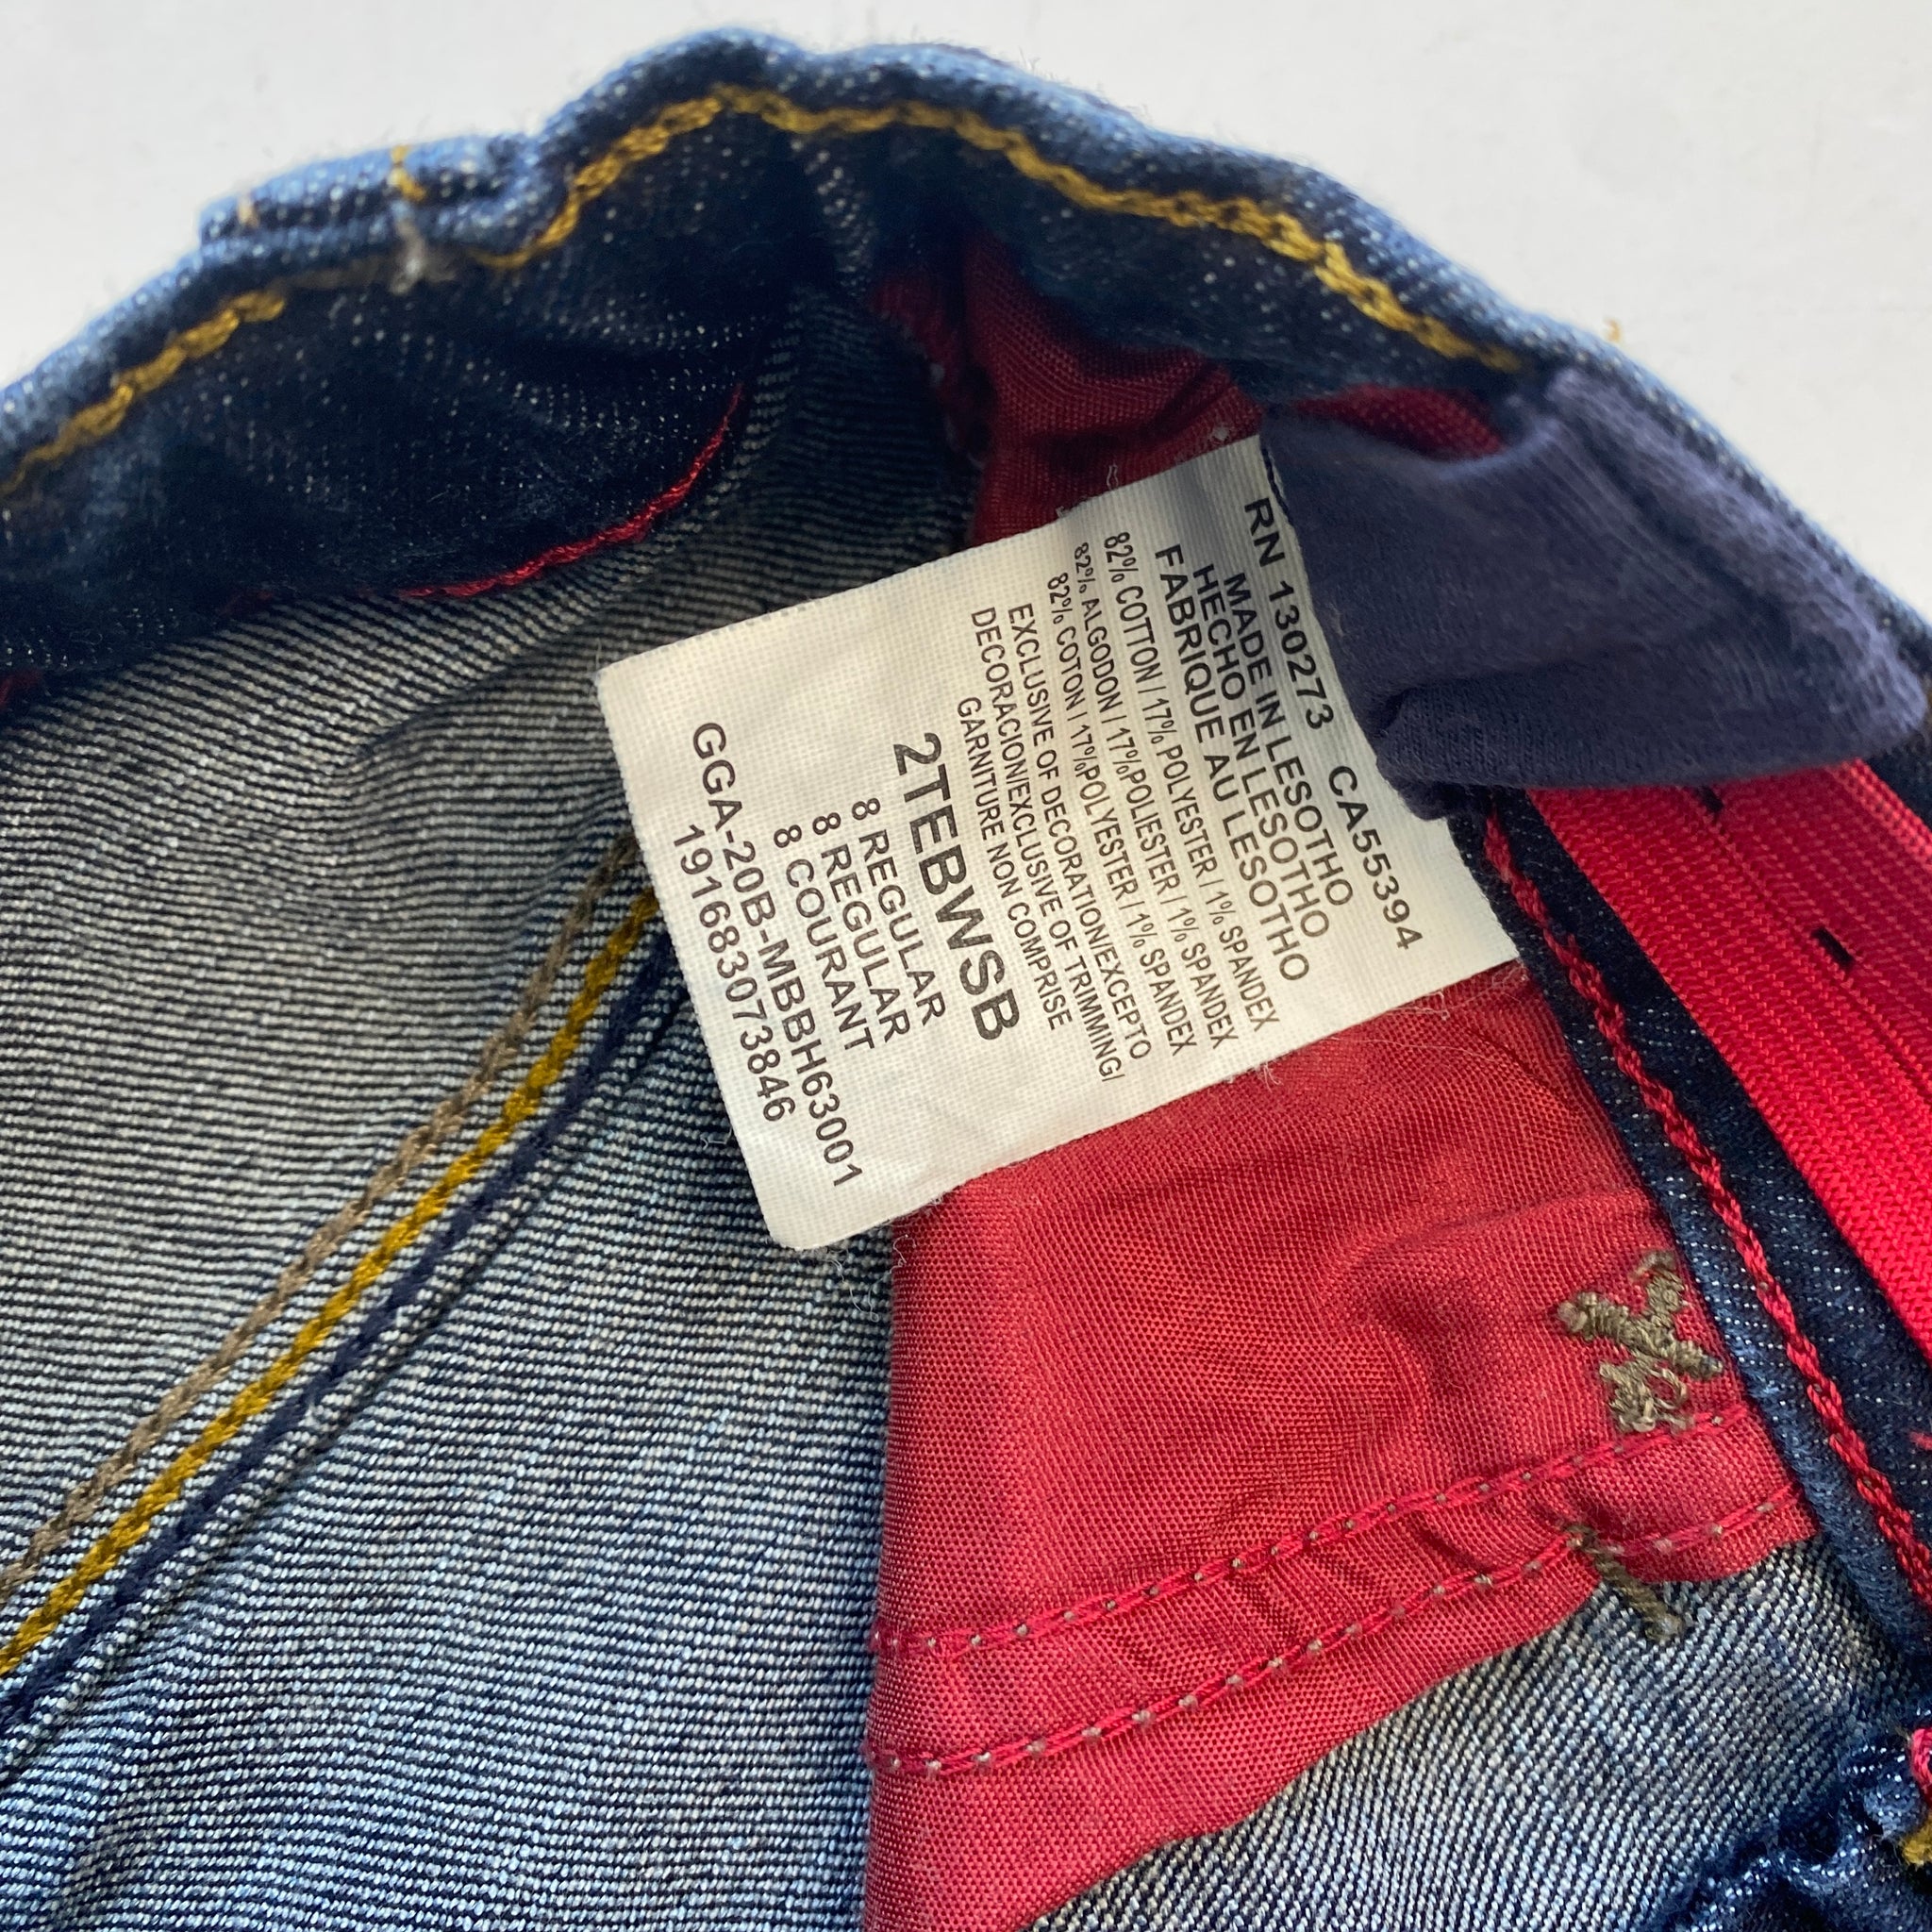 RN 130273 CA55394
MADE IN LESOTHO
HECHO EN LESOTHO
FABRIQUE AU LESOTHO
82% COTTON / 17% POLYESTER / 1% SPANDEX
82% ALGODON / 17%POLIESTER / 1% SPANDEX
82% COTON / 17%POLYESTER / 1% SPANDEX
EXCLUSIVE OF DECORATION/EXCEPTO
DECORACION/EXCLUSIVE OF TRIMMING/
GARNITURE NON COMPRISE
2TEBWSB
8 REGULAR
8 REGULAR
8 COURANT
GGA-20B-MBBH63001
191683073846